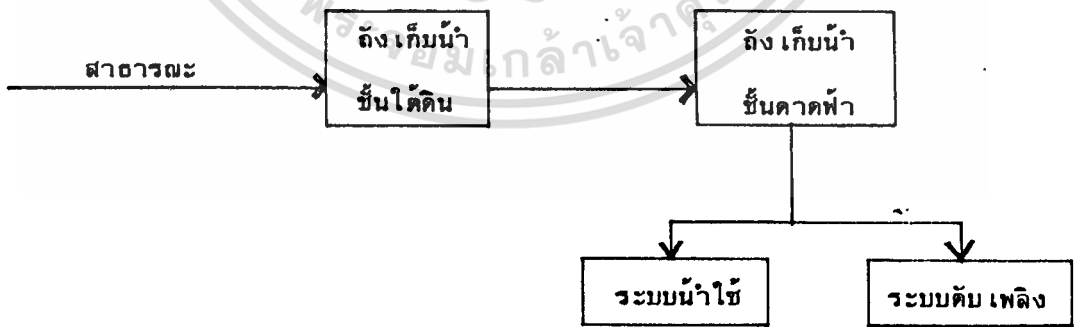 สาธารณะ
ถังเก็บน้ำ
ชั้นใต้ดิน
ถังเก็บน้ำ
ชั้นดาดฟ้า
ระบบน้ำใช้
ระบบดับเพลิง